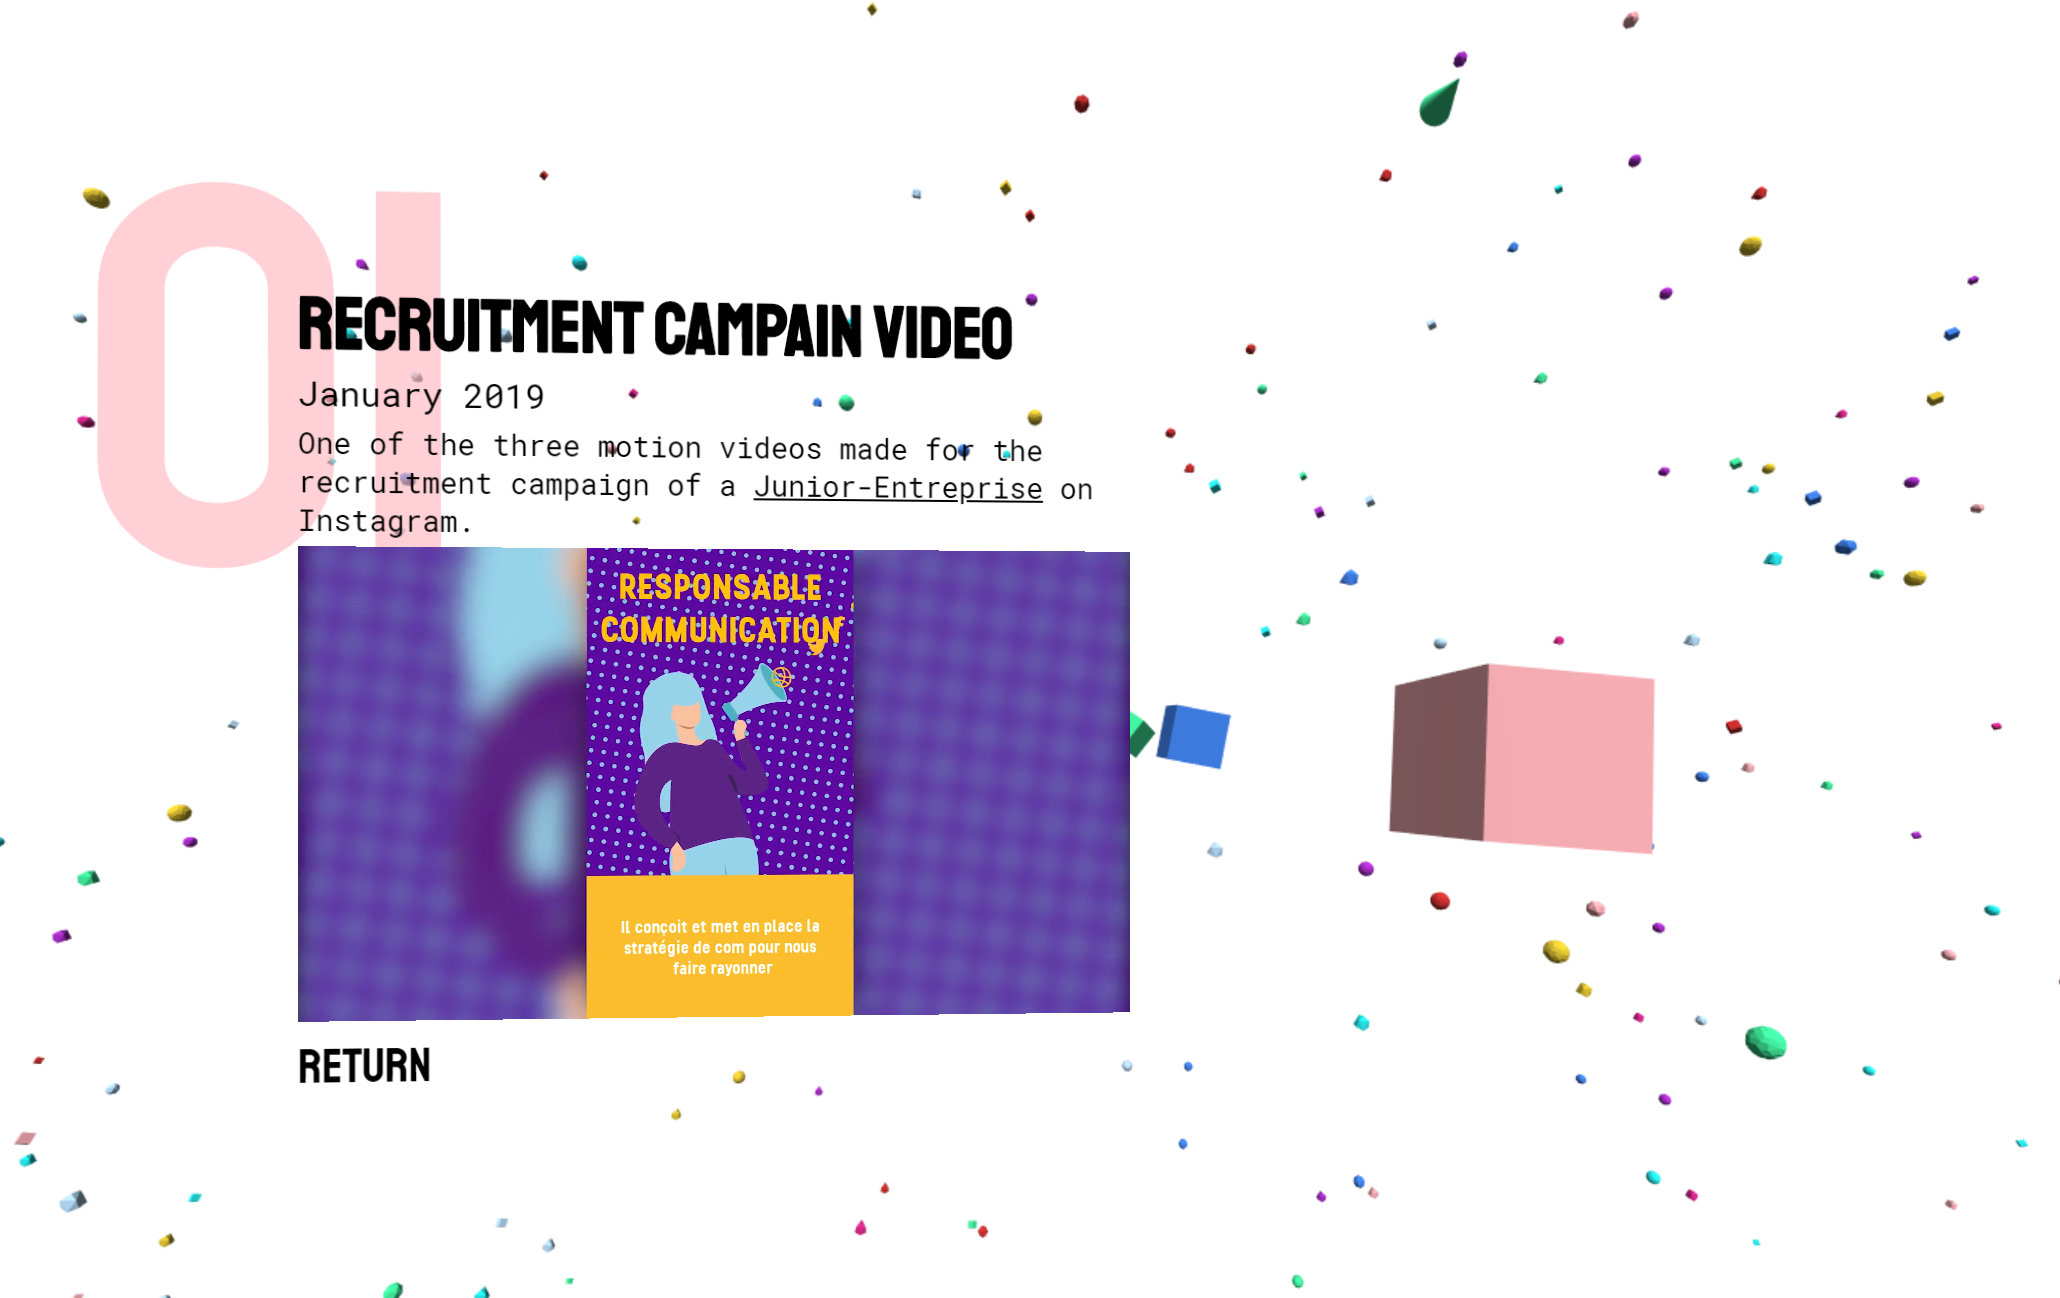 01
RECRUITMENT CAMPAIN VIDEO
January 2019
One of the three motion videos made for the
recruitment campaign of a Junior-Entreprise on
Instagram.
RESPONSABLE
COMMUNICATION
Il conçoit et met en place la
stratégie de com pour nous
faire rayonner
RETURN